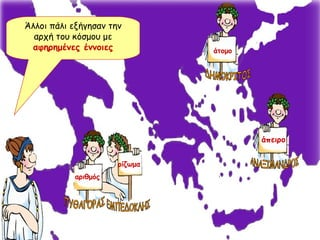 Άλλοι πάλι εξήγησαν την
αρχή του κόσμου με
αφηρημένες έννοιες
άτομο
ΔΗΜΟΚΡΙΤΟΣ
άπειρο
ΑΝΑΞΙΜΑΝΔΡΟΣ
ρίζωμα
αριθμός
ΠΥΘΑΓΟΡΑΣ ΕΜΠΕΔΟΚΛΗΣ